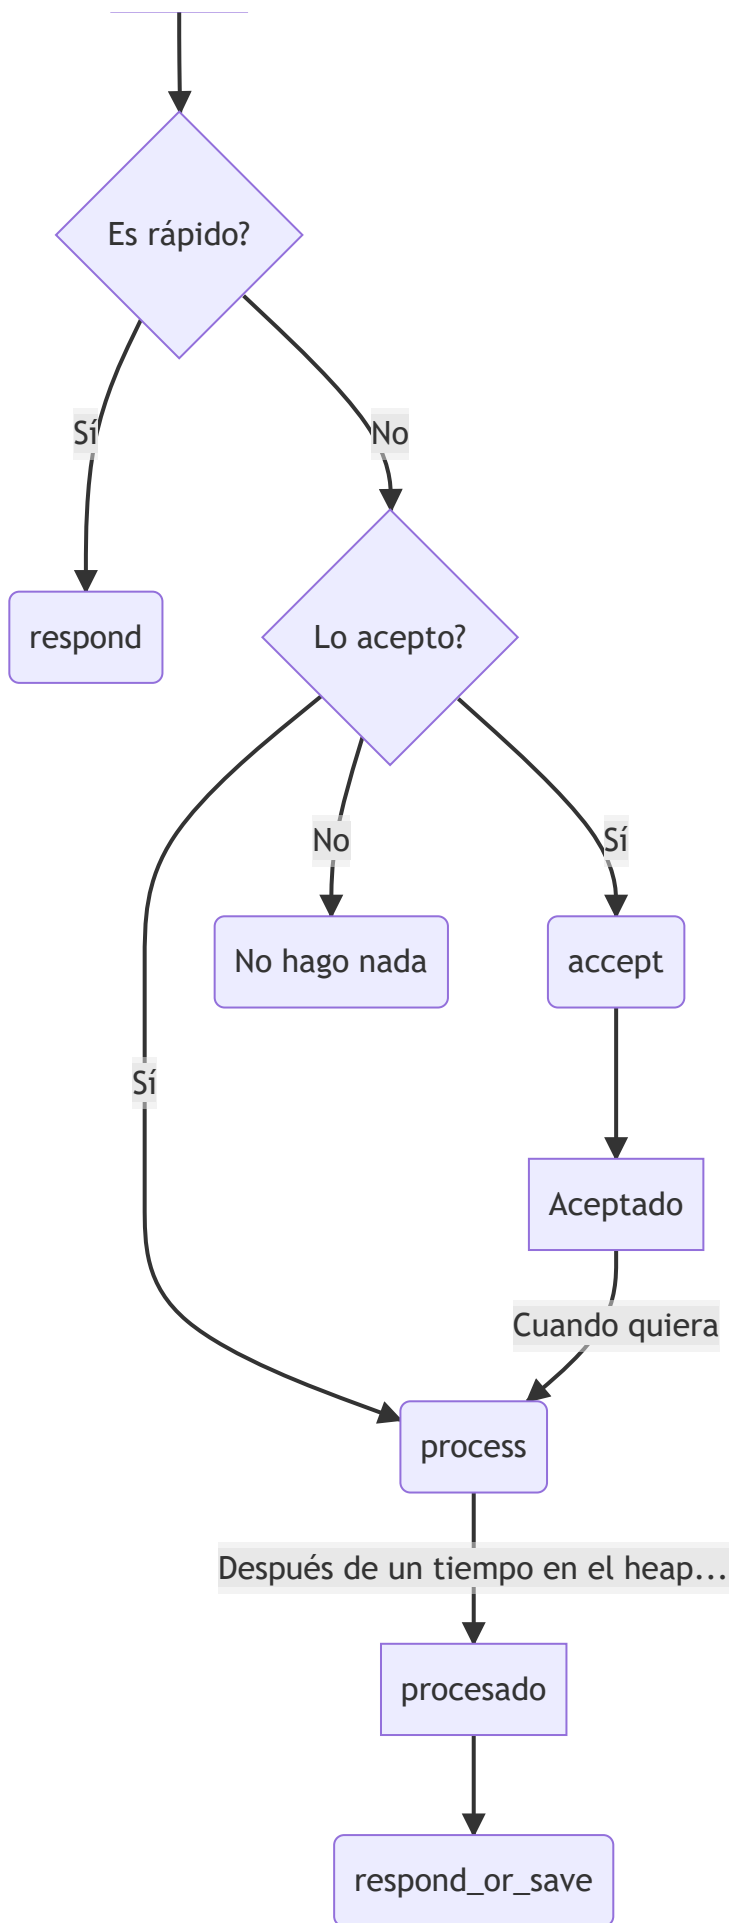 Es rápido?
Sí
No
respond
Lo acepto?
No
Sí
No hago nada
accept
Sí
Aceptado
Cuando quiera
process
Después de un tiempo en el heap...
procesado
respond_or_save